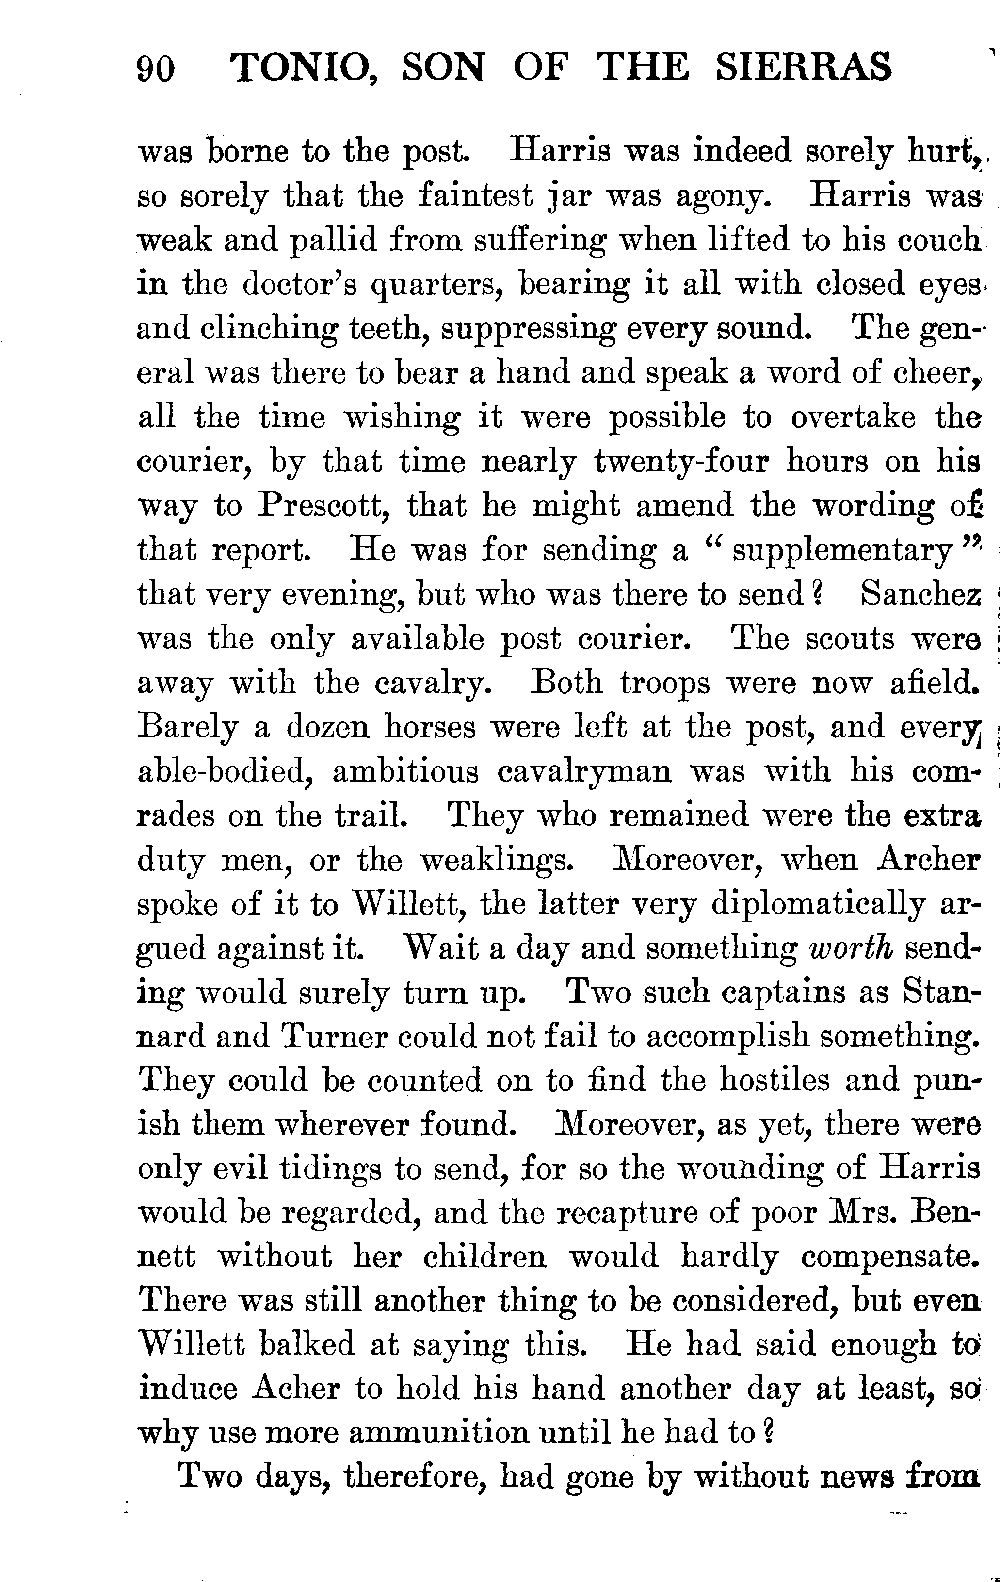 90 TONIO, SON OF THE SIERRAS
was borne to the post. Harris was indeed sorely hurt,
so sorely that the faintest jar was agony. Harris was
weak and pallid from suffering when lifted to his couch
in the doctor's quarters, bearing it all with closed eyes
and clinching teeth, suppressing every sound. The gen-
eral was there to bear a hand and speak a word of cheer,
all the time wishing it were possible to overtake the
courier, by that time nearly twenty-four hours on his
way to Prescott, that he might amend the wording of
that report. He was for sending a " supplementary "
that very evening, but who was there to send? Sanchez
was the only available post courier. The scouts were
away with the cavalry. Both troops were now afield.
Barely a dozen horses were left at the post, and every
able-bodied, ambitious cavalryman was with his com-
rades on the trail. They who remained were the extra
duty men, or the weaklings. Moreover, when Archer
spoke of it to Willett, the latter very diplomatically ar-
gued against it. Wait a day and something worth send-
ing would surely turn up. Two such captains as Stan-
nard and Turner could not fail to accomplish something.
They could be counted on to find the hostiles and pun-
ish them wherever found. Moreover, as yet, there were
only evil tidings to send, for so the wounding of Harris
would be regarded, and the recapture of poor Mrs. Ben-
nett without her children would hardly compensate.
There was still another thing to be considered, but even
Willett balked at saying this. He had said enough to
induce Acher to hold his hand another day at least, so
why use more ammunition until he had to?
Two days, therefore, had gone by without news from